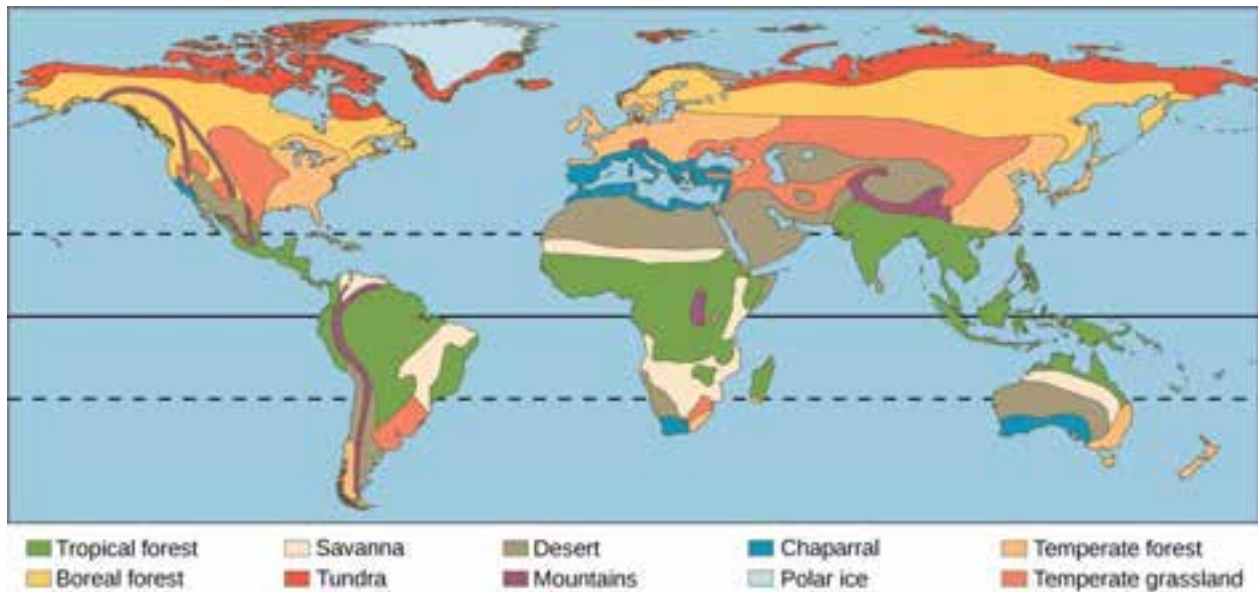 Tropical forest Savanna Desert Chaparral Temperate forest
Boreal forest Tundra Mountains Polar ice Temperate grassland